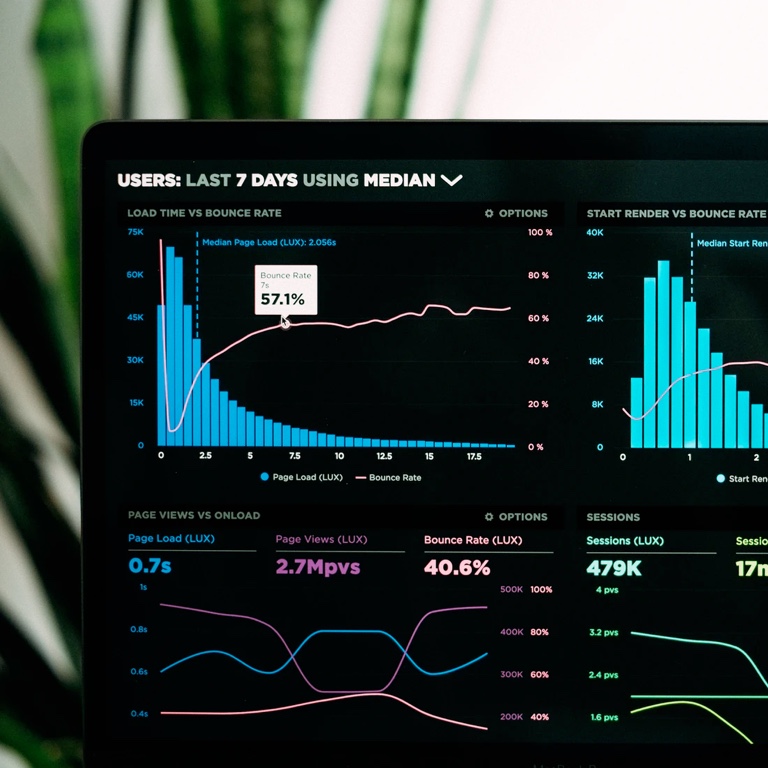 USERS: LAST 7 DAYS USING MEDIAN
LOAD TIME VS BOUNCE RATE
OPTIONS
75K
60K
45K
30K
15K
0
Median Page Load (LUX): 2.056s
Bounce Rate
7s
57.1%
100 %
80 %
60 %
40 %
20 %
0 %
0 2.5 5 7.5 10 12.5 15 17.5
Page Load (LUX) Bounce Rate
START RENDER VS BOUNCE RATE
40K
32K
24K
16K
8K
0
Median Start Ren
0 1 2
Start Ren
PAGE VIEWS VS ONLOAD
OPTIONS
Page Load (LUX) Page Views (LUX) Bounce Rate (LUX)
0.7s 2.7Mpvs 40.6%
1s
0.8s
0.6s
0.4s
500K 100%
400K 80%
300K 60%
200K 40%
SESSIONS
Sessions (LUX) Sessio
479K 17m
4 pvs
3.2 pvs
2.4 pvs
1.6 pvs